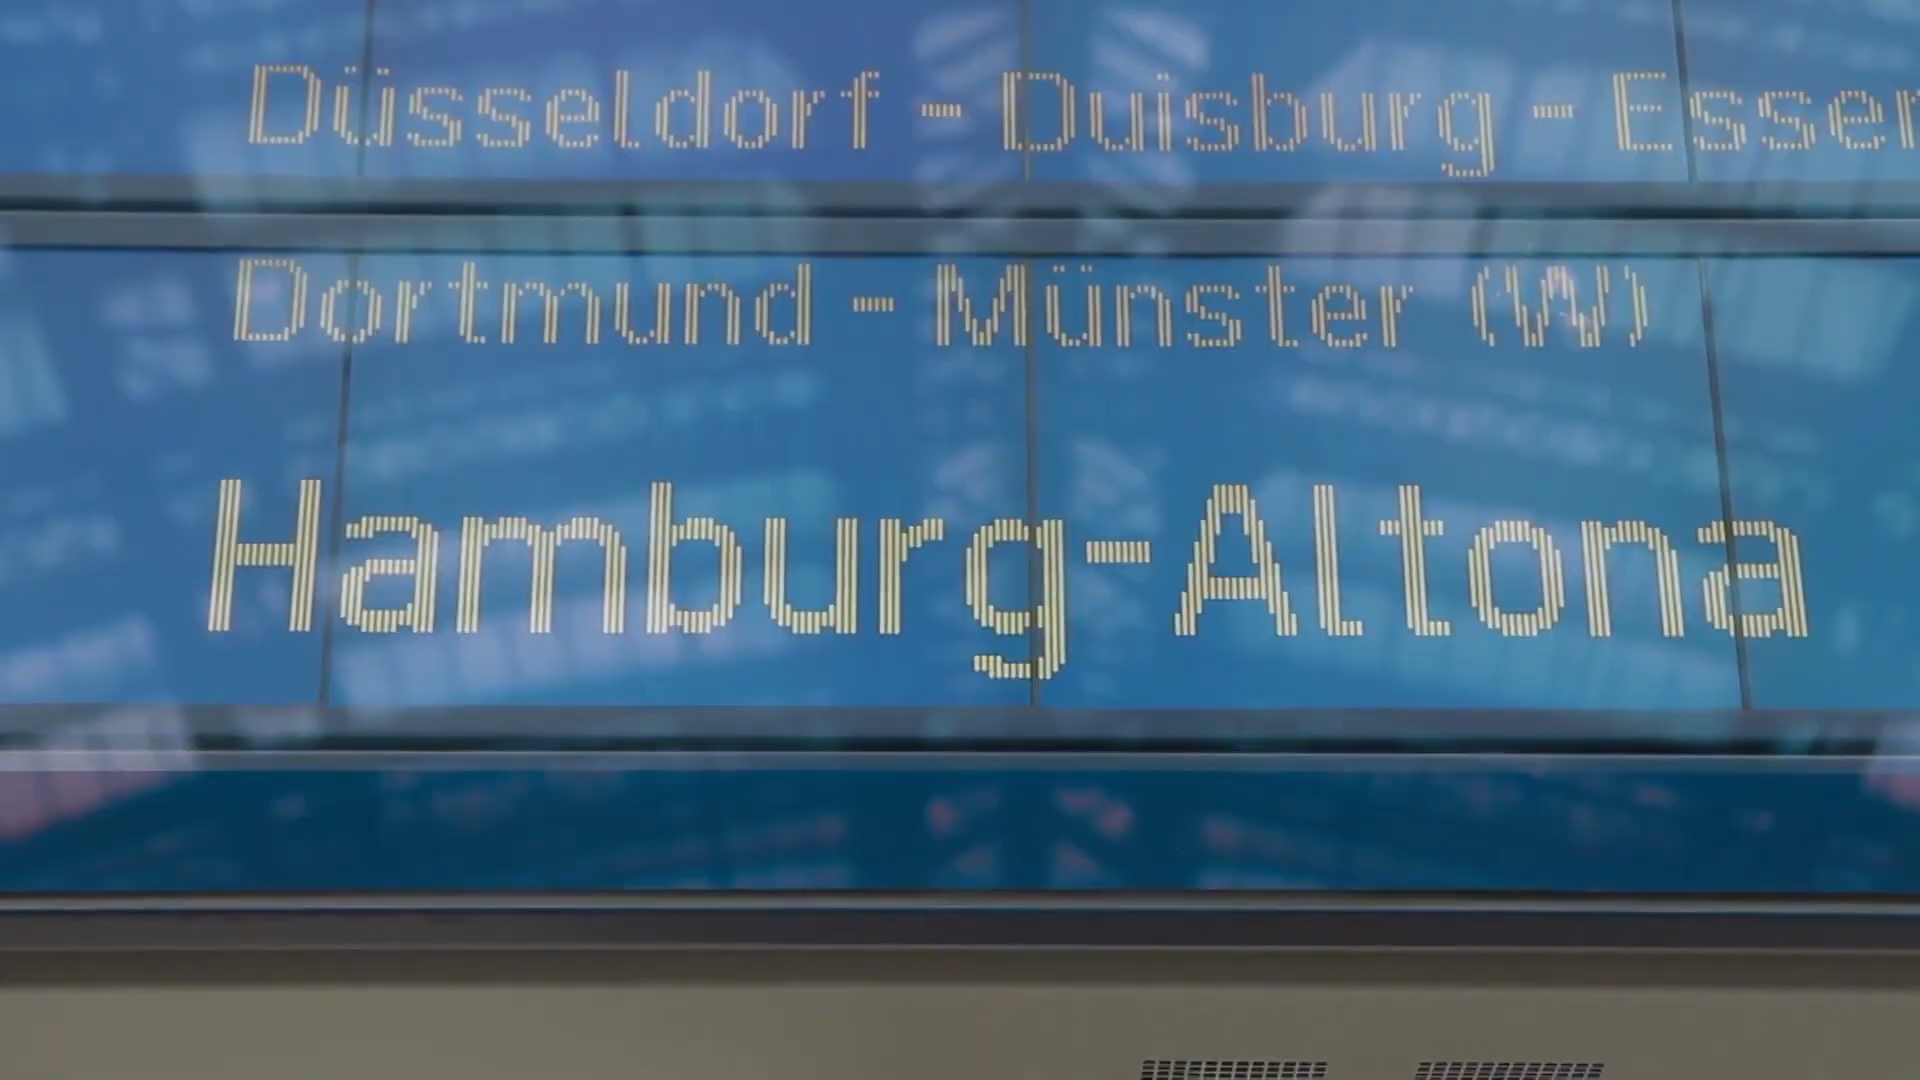 Düsseldorf - Duisburg - Essen
Dortmund - Münster (W)
Hamburg-Altona